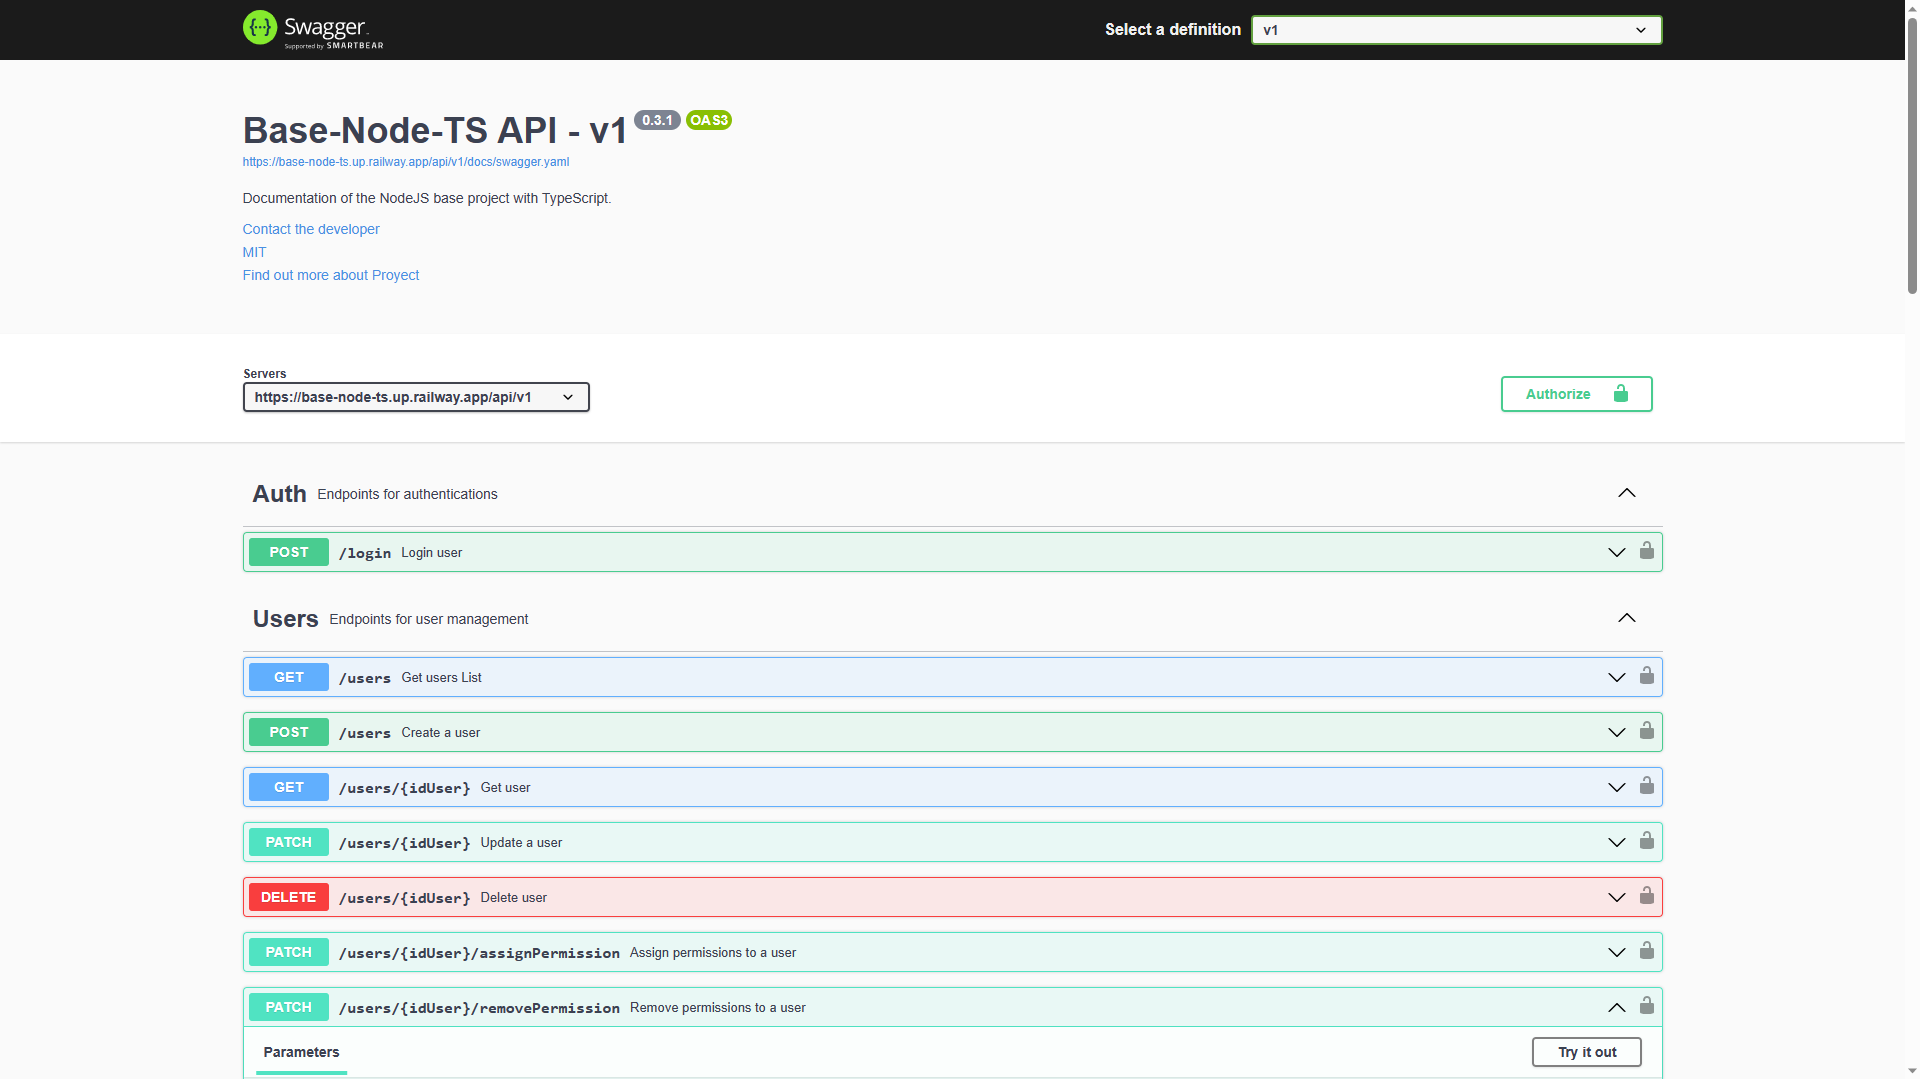 Swagger
Supported by SMARTBEAR
Select a definition
v1
Base-Node-TS API - v1 0.3.1 OAS3
https://base-node-ts.up.railway.app/api/v1/docs/swagger.yaml
Documentation of the NodeJS base project with TypeScript.
Contact the developer
MIT
Find out more about Proyect
Servers
https://base-node-ts.up.railway.app/api/v1
Authorize
Auth Endpoints for authentications
POST /login Login user
Users Endpoints for user management
GET /users Get users List
POST /users Create a user
GET /users/{idUser} Get user
PATCH /users/{idUser} Update a user
DELETE /users/{idUser} Delete user
PATCH /users/{idUser}/assignPermission Assign permissions to a user
PATCH /users/{idUser}/removePermission Remove permissions to a user
Parameters
Try it out